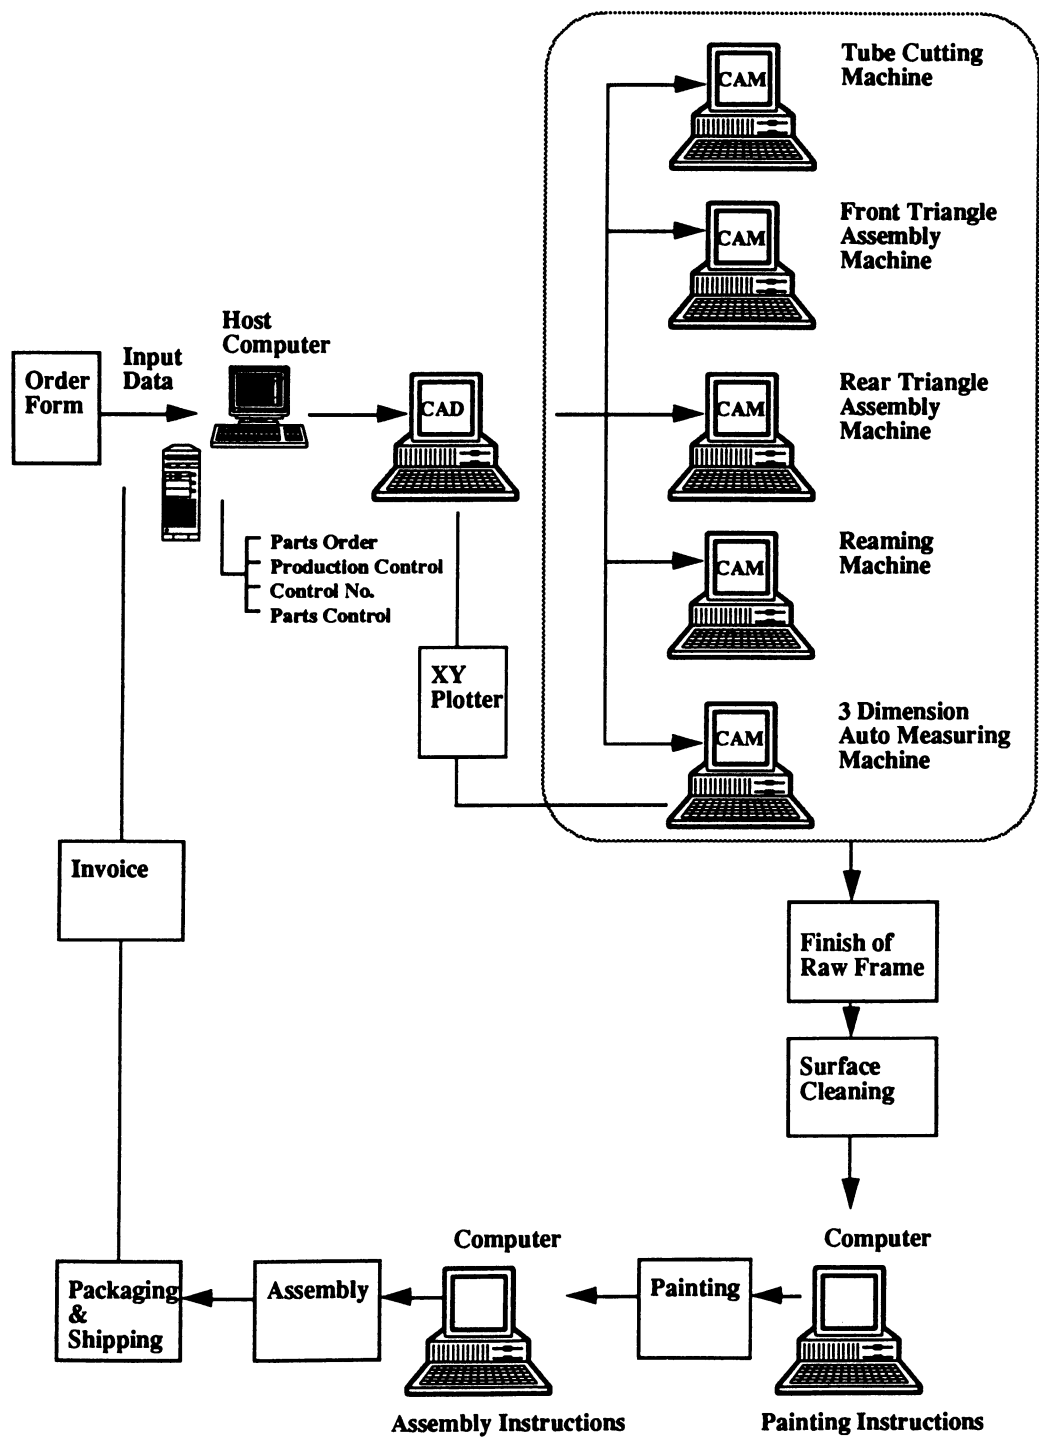 CAM
Tube Cutting
Machine
CAM
Front Triangle
Assembly
Machine
Host
Computer
Input
Data
Order
Form
CAD
CAM
Rear Triangle
Assembly
Machine
Parts Order
Production Control
Control No.
Parts Control
CAM
Reaming
Machine
XY
Plotter
CAM
3 Dimension
Auto Measuring
Machine
Invoice
Finish of
Raw Frame
Surface
Cleaning
Computer
Computer
Packaging
&
Shipping
Assembly
Painting
Assembly Instructions
Painting Instructions